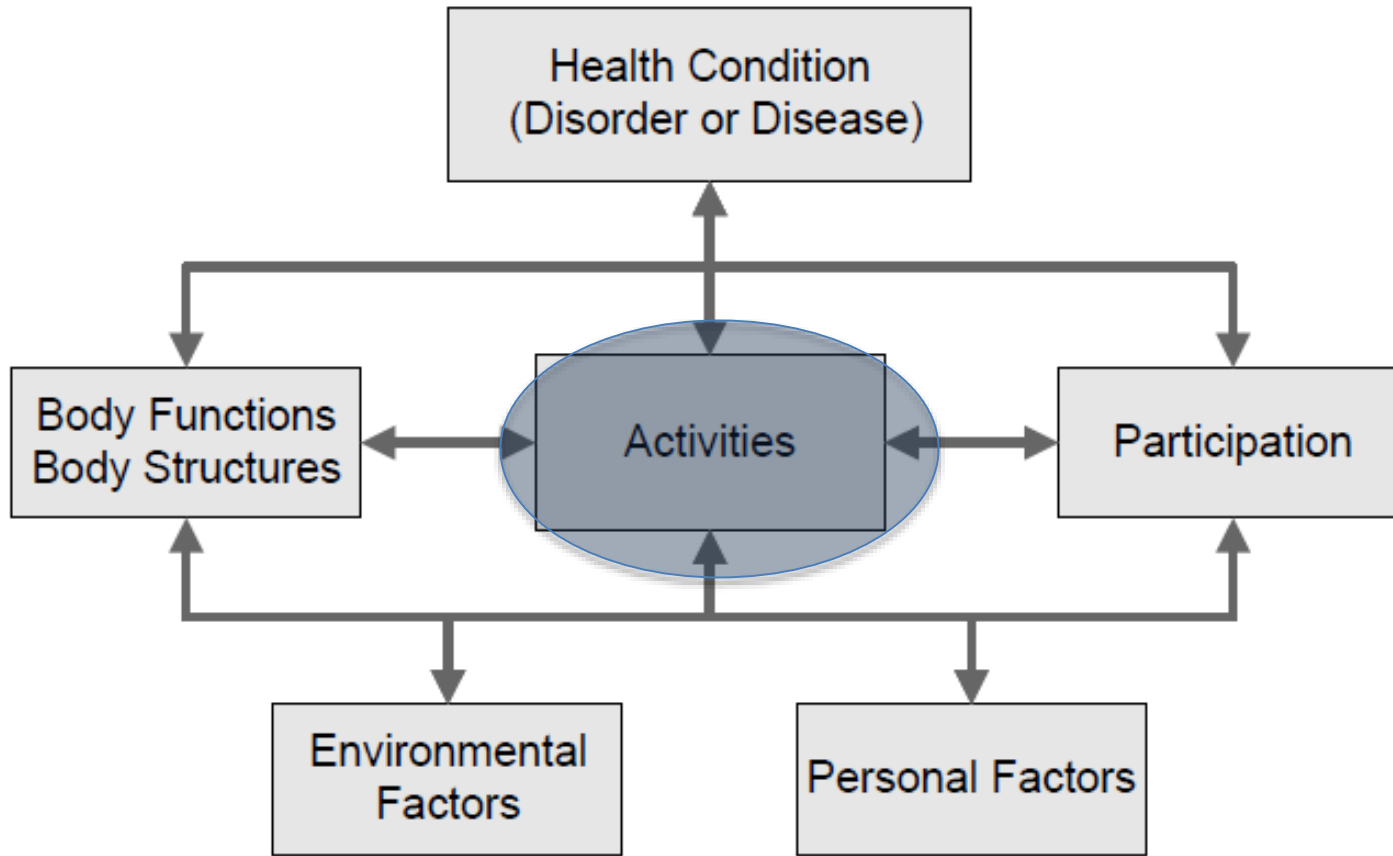 Health Condition
(Disorder or Disease)
Body Functions
Body Structures
Activities
Participation
Environmental
Factors
Personal Factors